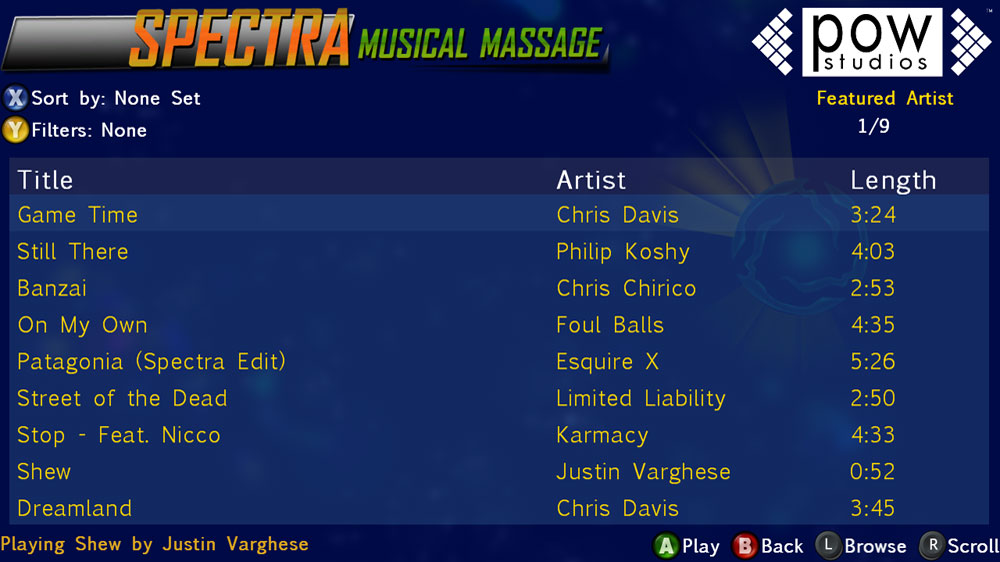 SPECTRA MUSICAL MASSAGE
pow studios
™
X Sort by: None Set
Featured Artist
Y Filters: None
1/9
Title Artist Length
Game Time Chris Davis 3:24
Still There Philip Koshy 4:03
Banzai Chris Chirico 2:53
On My Own Foul Balls 4:35
Patagonia (Spectra Edit) Esquire X 5:26
Street of the Dead Limited Liability 2:50
Stop - Feat. Nicco Karmacy 4:33
Shew Justin Varghese 0:52
Dreamland Chris Davis 3:45
Playing Shew by Justin Varghese A Play B Back L Browse R Scroll